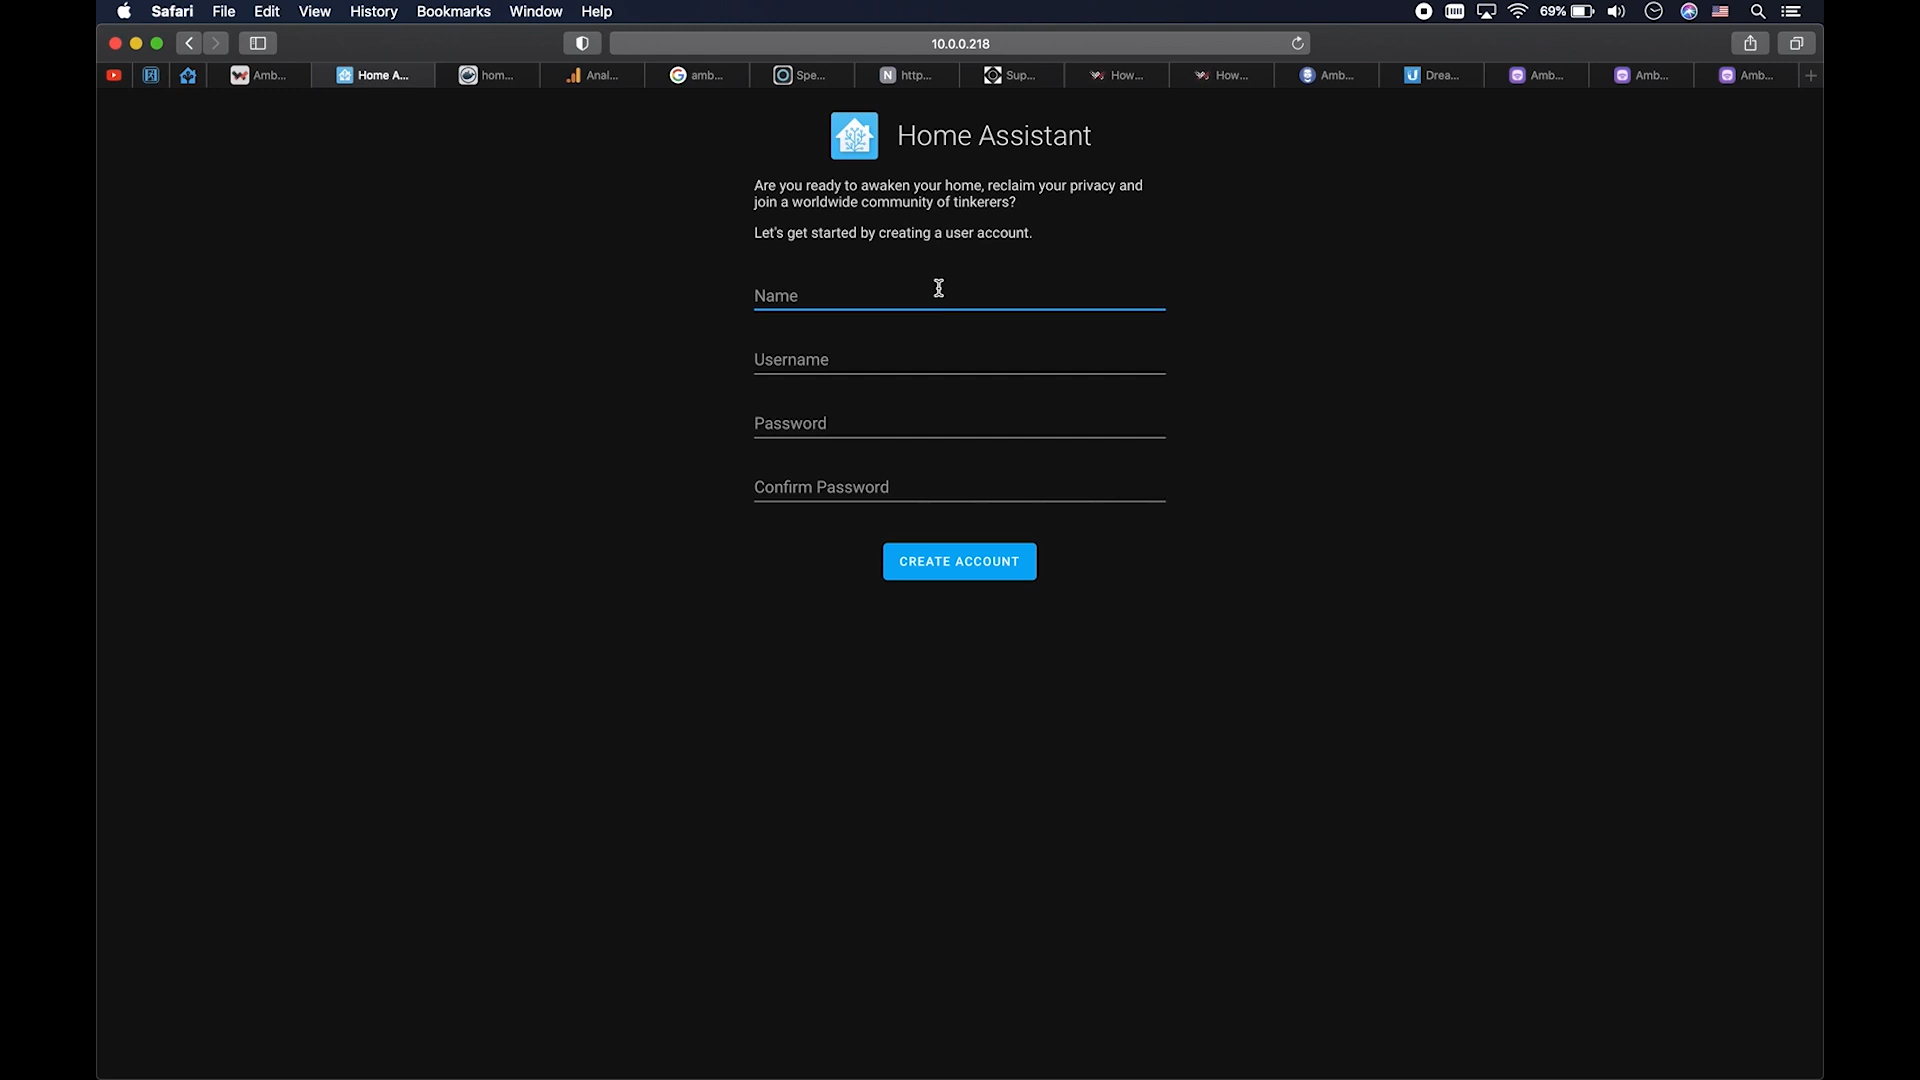 Safari File Edit View History Bookmarks Window Help 69%
10.0.0.218
Amb... Home A... hom... Anal... amb... Spe... http... Sup... How... How... Amb... Drea... Amb... Amb... Amb...
Home Assistant
Are you ready to awaken your home, reclaim your privacy and
join a worldwide community of tinkerers?
Let's get started by creating a user account.
Name
Username
Password
Confirm Password
CREATE ACCOUNT